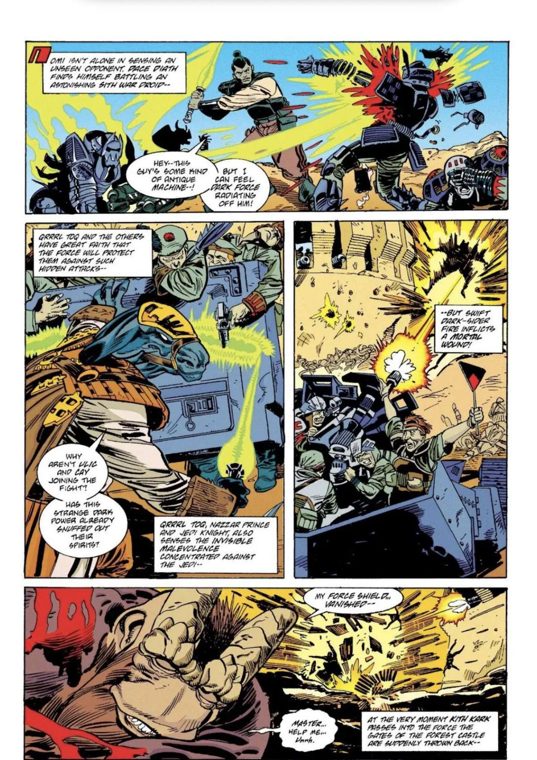 NOMI ISN'T ALONE IN SENSING AN
UNSEEN OPPONENT. DACE DIATH
FINDS HIMSELF BATTLING AN
ASTONISHING SITH WAR DROID--
HEY--THIS
GUY'S SOME KIND
OF ANTIQUE
MACHINE--!
BUT I
CAN FEEL
DARK FORCE
RADIATING
OFF HIM!
QRRRL TOQ AND THE OTHERS
HAVE GREAT FAITH THAT
THE FORCE WILL PROTECT
THEM AGAINST SUCH
HIDDEN ATTACKS--
WHY
AREN'T ULIC
AND CAY
JOINING THE
FIGHT?
HAS THIS
STRANGE DARK
POWER ALREADY
SNUFFED OUT
THEIR
SPIRITS?
QRRRL TOQ, NAZZAR PRINCE
AND JEDI KNIGHT, ALSO
SENSES THE INVISIBLE
MALEVOLENCE
CONCENTRATED AGAINST
THE JEDI--
--BUT SWIFT
DARK-SIDER
FIRE INFLICTS
A MORTAL
WOUND!
MY FORCE SHIELD...
VANISHED--
MASTER...
HELP ME...
UGHS.
AT THE VERY MOMENT KITH KARK
PASSES INTO THE FORCE THE
GATES OF THE FOREST CASTLE
ARE SUDDENLY THROWN BACK--